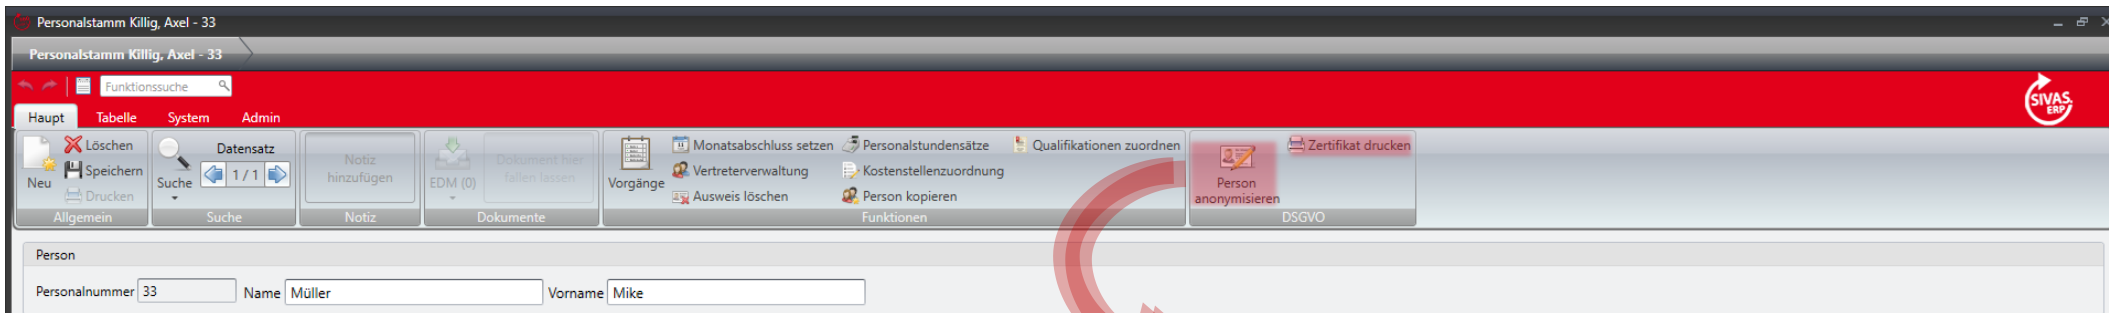 Personalstamm Killig, Axel - 33
Personalstamm Killig, Axel - 33
Funktionssuche
SIVAS.
ERP
Haupt Tabelle System Admin
Neu
Löschen
Speichern
Drucken
Allgemein
Suche
Datensatz
1 / 1
Suche
Notiz
hinzufügen
Notiz
EDM (0)
Dokument hier
fallen lassen
Dokumente
Vorgänge
Monatsabschluss setzen
Vertreterverwaltung
Ausweis löschen
Personalstundensätze
Kostenstellenzuordnung
Person kopieren
Qualifikationen zuordnen
Funktionen
Person
anonymisieren
Zertifikat drucken
DSGVO
Person
Personalnummer 33 Name Müller Vorname Mike